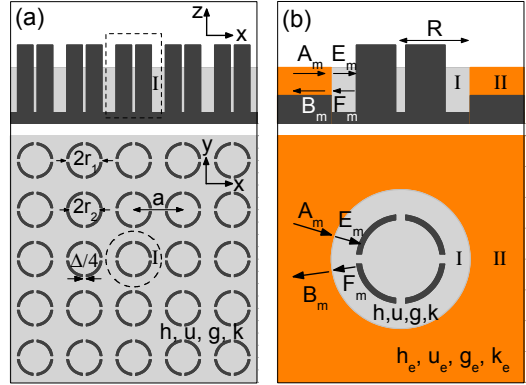 (a)
z
x
I
y
x
2r₁
2r₂
a
Δ/4
I
h, u, g, k
(b)
R
Aₘ
Eₘ
I
II
Bₘ
Fₘ
Aₘ
Eₘ
I
II
Bₘ
Fₘ
h,u,g,k
hₑ, uₑ, gₑ, kₑ